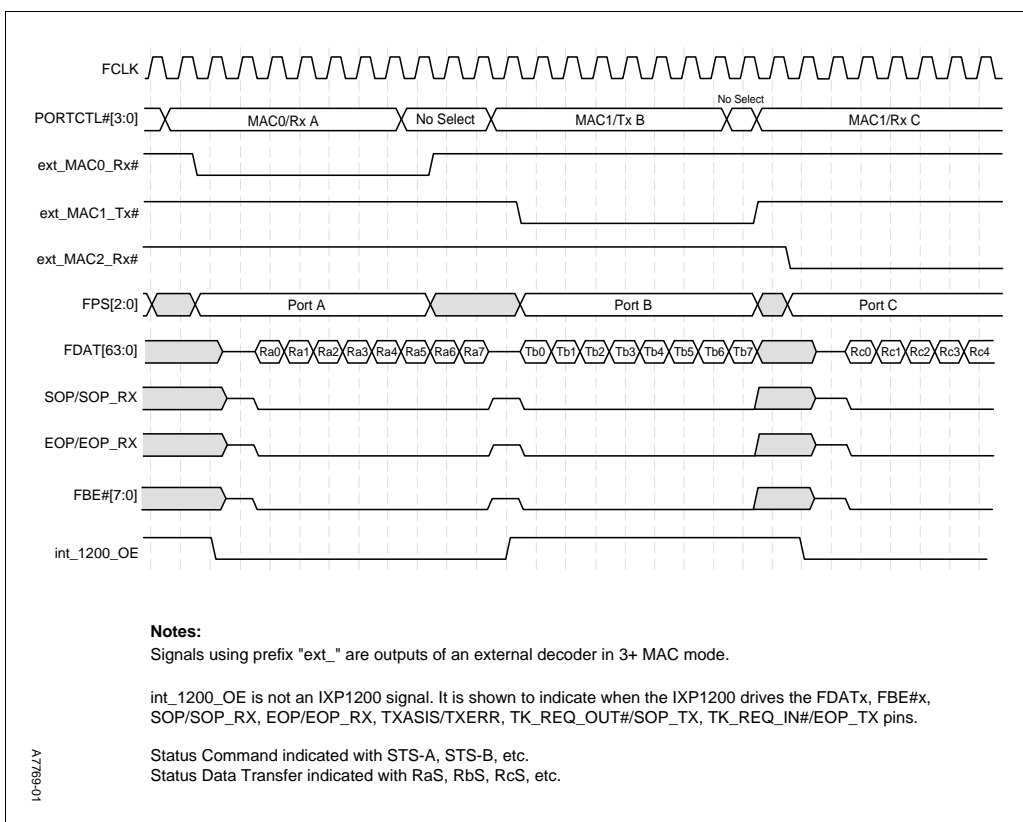 FCLK
No Select
PORTCTL#[3:0] MAC0/Rx A No Select MAC1/Tx B MAC1/Rx C
ext_MAC0_Rx#
ext_MAC1_Tx#
ext_MAC2_Rx#
FPS[2:0] Port A Port B Port C
FDAT[63:0] Ra0 Ra1 Ra2 Ra3 Ra4 Ra5 Ra6 Ra7 Tb0 Tb1 Tb2 Tb3 Tb4 Tb5 Tb6 Tb7 Rc0 Rc1 Rc2 Rc3 Rc4
SOP/SOP_RX
EOP/EOP_RX
FBE#[7:0]
int_1200_OE
Notes:
Signals using prefix "ext_" are outputs of an external decoder in 3+ MAC mode.
int_1200_OE is not an IXP1200 signal. It is shown to indicate when the IXP1200 drives the FDATx, FBE#x,
SOP/SOP_RX, EOP/EOP_RX, TXASIS/TXERR, TK_REQ_OUT#/SOP_TX, TK_REQ_IN#/EOP_TX pins.
Status Command indicated with STS-A, STS-B, etc.
Status Data Transfer indicated with RaS, RbS, RcS, etc.
A7769-01